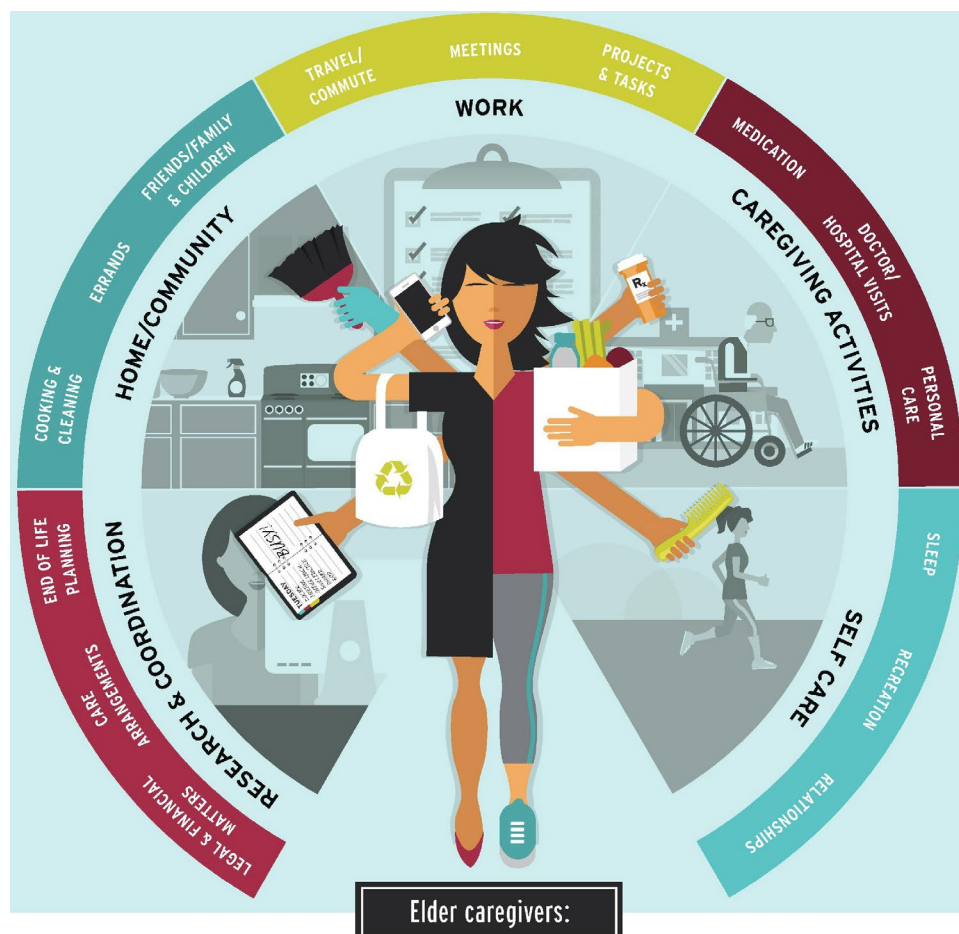 TRAVEL/
COMMUTE
MEETINGS
PROJECTS
& TASKS
WORK
FRIENDS/FAMILY
& CHILDREN
ERRANDS
COOKING &
CLEANING
HOME/COMMUNITY
MEDICATION
DOCTOR/
HOSPITAL VISITS
PERSONAL
CARE
CAREGIVING ACTIVITIES
Rx
END OF LIFE
PLANNING
CARE
ARRANGEMENTS
LEGAL & FINANCIAL
MATTERS
RESEARCH & COORDINATION
BUSY!
TUESDAY
SLEEP
RECREATION
RELATIONSHIPS
SELF CARE
Elder caregivers: